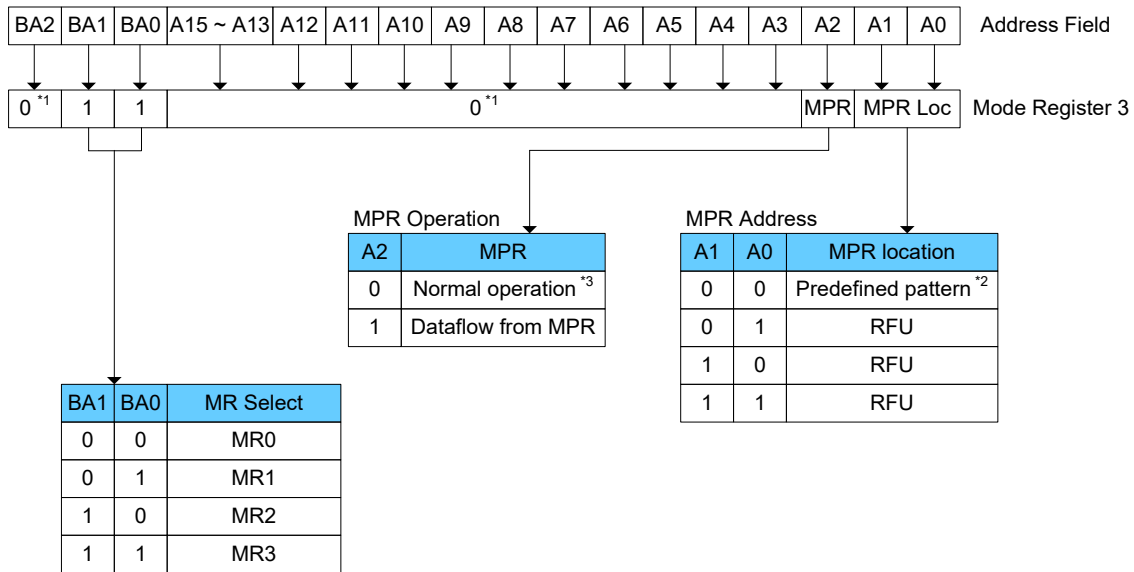 BA2 BA1 BA0 A15 ~ A13 A12 A11 A10 A9 A8 A7 A6 A5 A4 A3 A2 A1 A0 Address Field
0 *1 1 1 0 *1 MPR MPR Loc Mode Register 3
MPR Operation
A2 MPR
0 Normal operation *3
1 Dataflow from MPR
MPR Address
A1 A0 MPR location
0 0 Predefined pattern *2
0 1 RFU
1 0 RFU
1 1 RFU
BA1 BA0 MR Select
0 0 MR0
0 1 MR1
1 0 MR2
1 1 MR3